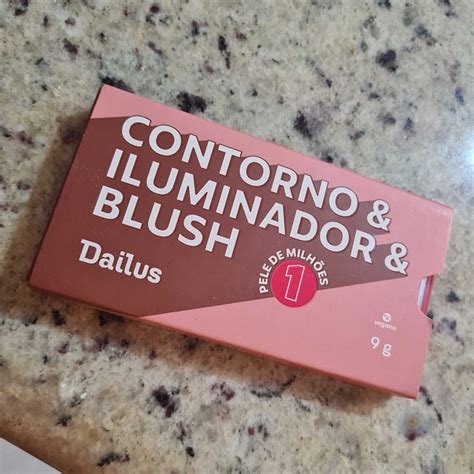 CONTORNO &
ILUMINADOR &
BLUSH
Dailus
PELE DE MILHÕES
1
vegano
9 g